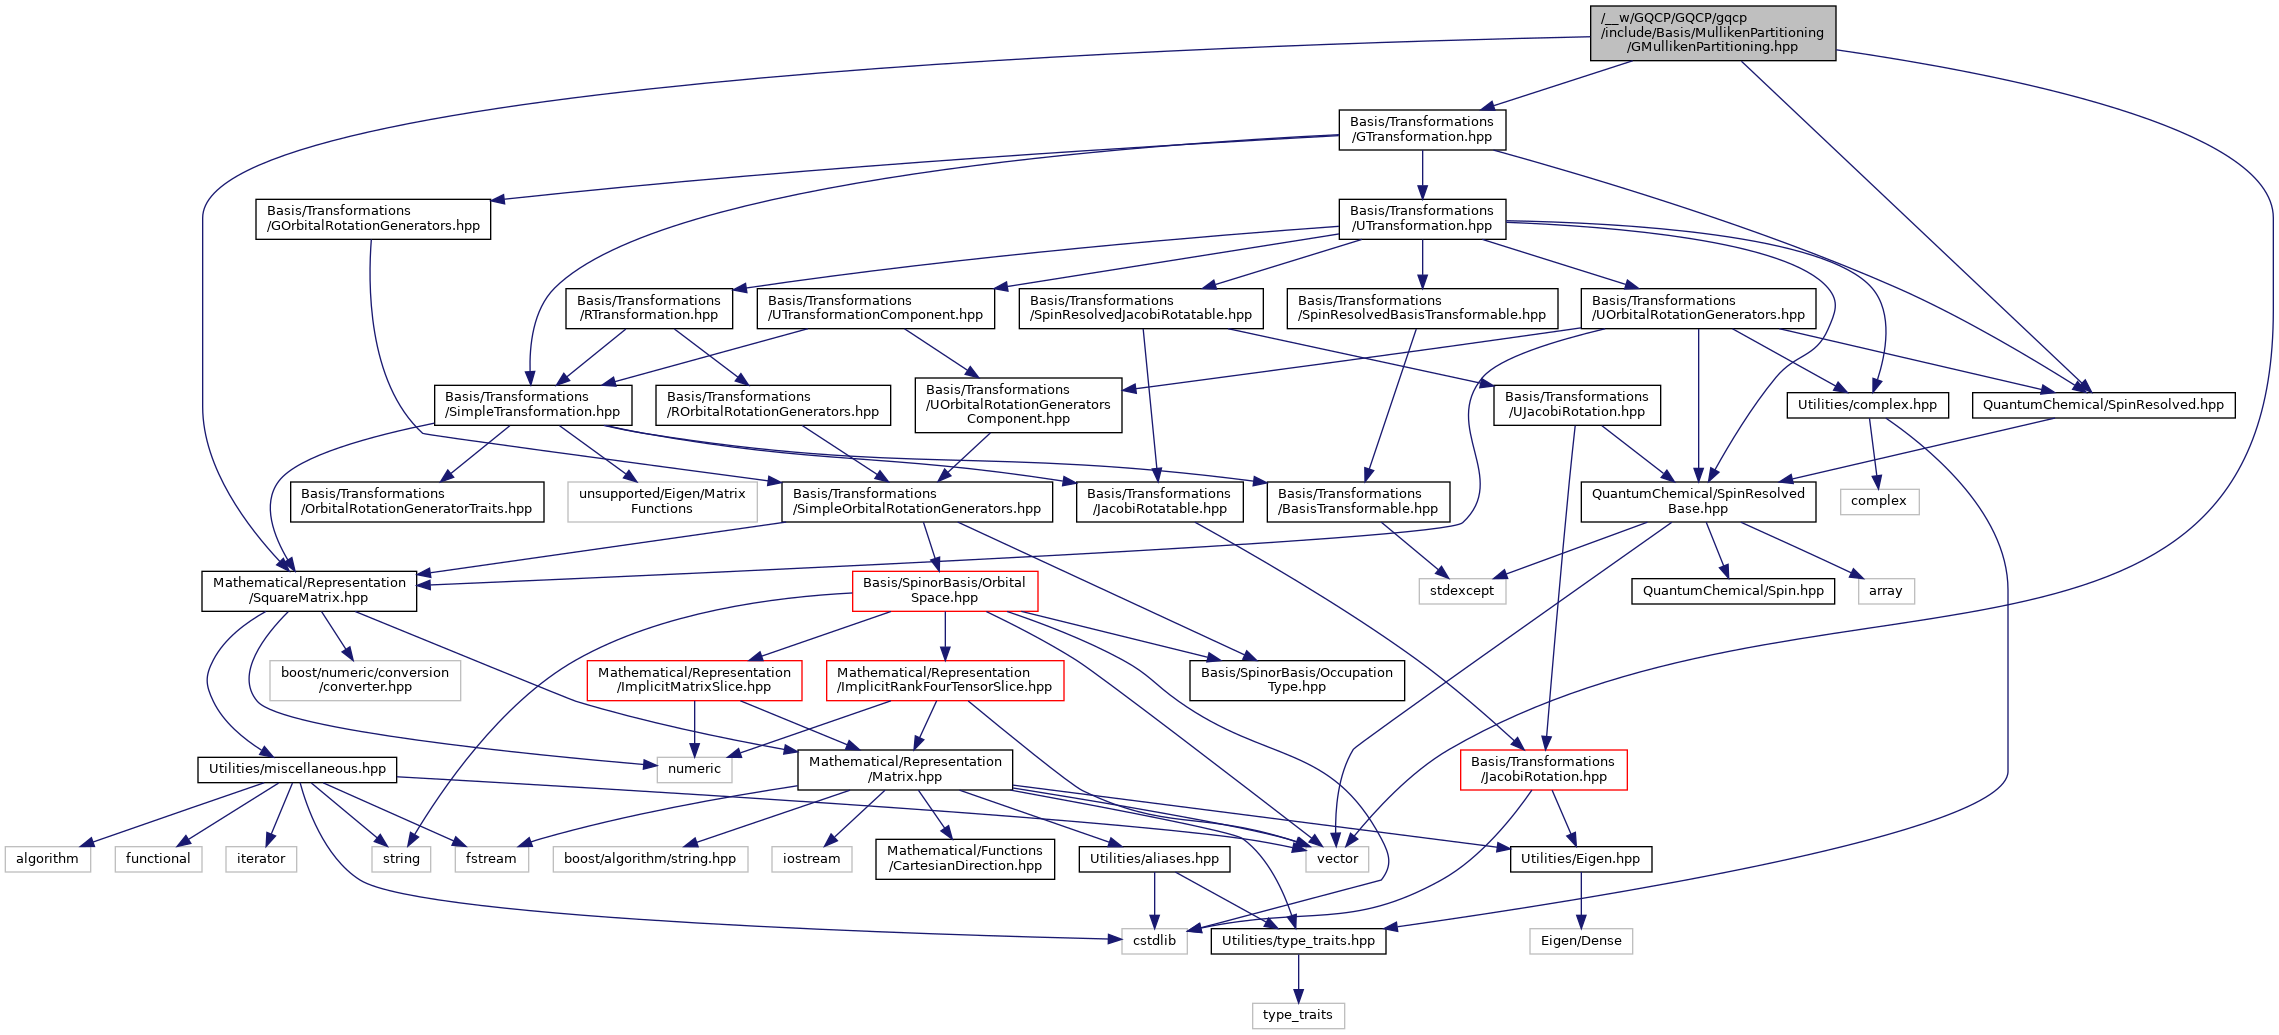 /__w/GQCP/GQCP/gqcp
/include/Basis/MullikenPartitioning
/GMullikenPartitioning.hpp
Basis/Transformations
/GTransformation.hpp
Basis/Transformations
/GOrbitalRotationGenerators.hpp
Basis/Transformations
/UTransformation.hpp
Basis/Transformations
/RTransformation.hpp
Basis/Transformations
/UTransformationComponent.hpp
Basis/Transformations
/SpinResolvedJacobiRotatable.hpp
Basis/Transformations
/SpinResolvedBasisTransformable.hpp
Basis/Transformations
/UOrbitalRotationGenerators.hpp
Basis/Transformations
/SimpleTransformation.hpp
Basis/Transformations
/ROrbitalRotationGenerators.hpp
Basis/Transformations
/UOrbitalRotationGenerators
Component.hpp
Basis/Transformations
/UJacobiRotation.hpp
Utilities/complex.hpp
QuantumChemical/SpinResolved.hpp
Basis/Transformations
/OrbitalRotationGeneratorTraits.hpp
unsupported/Eigen/Matrix
Functions
Basis/Transformations
/SimpleOrbitalRotationGenerators.hpp
Basis/Transformations
/JacobiRotatable.hpp
Basis/Transformations
/BasisTransformable.hpp
QuantumChemical/SpinResolved
Base.hpp
complex
Mathematical/Representation
/SquareMatrix.hpp
Basis/SpinorBasis/Orbital
Space.hpp
stdexcept
QuantumChemical/Spin.hpp
array
boost/numeric/conversion
/converter.hpp
Mathematical/Representation
/ImplicitMatrixSlice.hpp
Mathematical/Representation
/ImplicitRankFourTensorSlice.hpp
Basis/SpinorBasis/Occupation
Type.hpp
Utilities/miscellaneous.hpp
numeric
Mathematical/Representation
/Matrix.hpp
Basis/Transformations
/JacobiRotation.hpp
algorithm
functional
iterator
string
fstream
boost/algorithm/string.hpp
iostream
Mathematical/Functions
/CartesianDirection.hpp
Utilities/aliases.hpp
vector
Utilities/Eigen.hpp
cstdlib
Utilities/type_traits.hpp
Eigen/Dense
type_traits